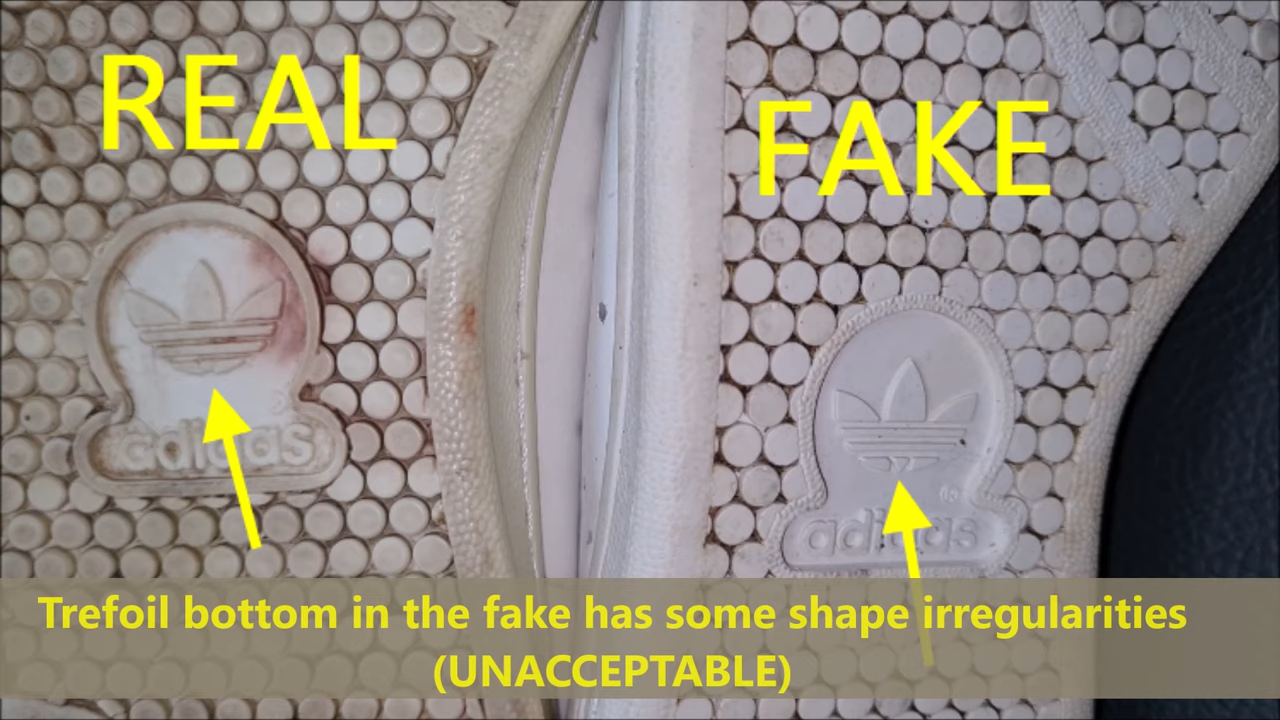 REAL
FAKE
adidas
adidas
Trefoil bottom in the fake has some shape irregularities
(UNACCEPTABLE)